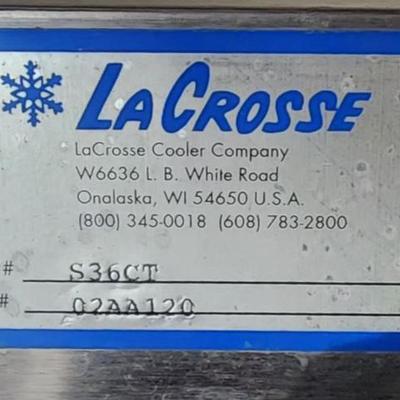 LACROSSE
LaCrosse Cooler Company
W6636 L. B. White Road
Onalaska, WI 54650 U.S.A.
(800) 345-0018 (608) 783-2800
# S36CT
# 02AA120